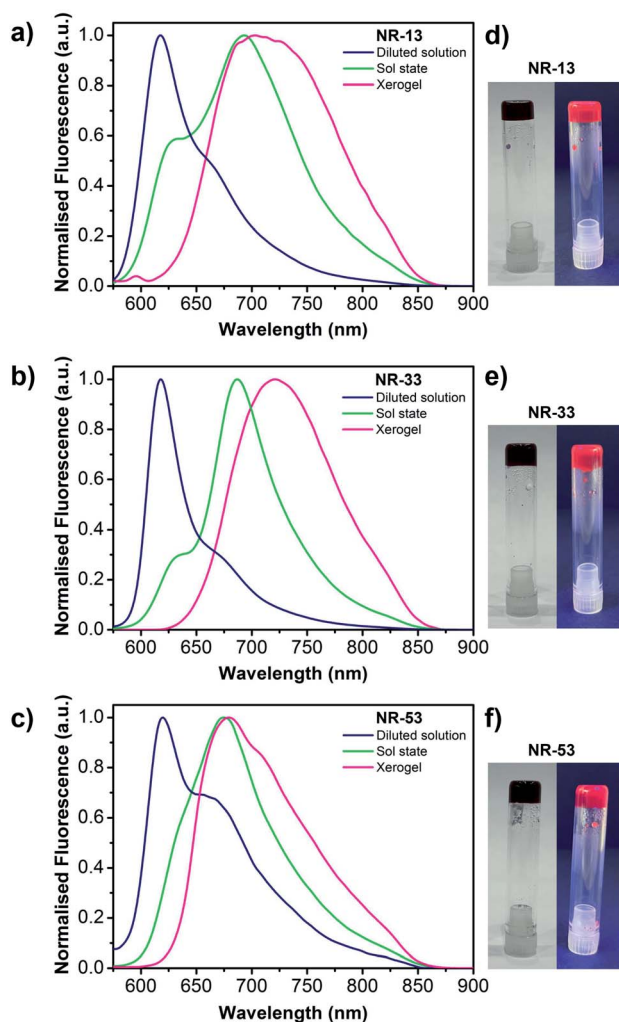 a)
NR-13
Diluted solution
Sol state
Xerogel
Normalised Fluorescence (a.u.)
1.0
0.8
0.6
0.4
0.2
0.0
600 650 700 750 800 850 900
Wavelength (nm)
d)
NR-13
b)
NR-33
Diluted solution
Sol state
Xerogel
Normalised Fluorescence (a.u.)
1.0
0.8
0.6
0.4
0.2
0.0
600 650 700 750 800 850 900
Wavelength (nm)
e)
NR-33
c)
NR-53
Diluted solution
Sol state
Xerogel
Normalised Fluorescence (a.u.)
1.0
0.8
0.6
0.4
0.2
0.0
600 650 700 750 800 850 900
Wavelength (nm)
f)
NR-53